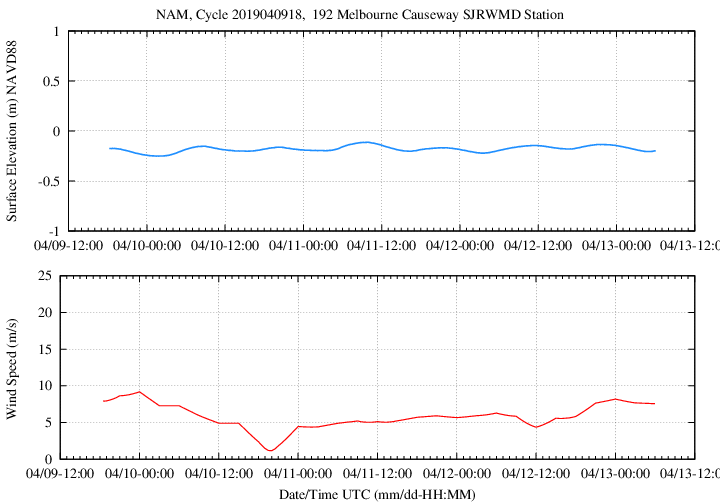 NAM, Cycle 2019040918,  192 Melbourne Causeway SJRWMD Station
Surface Elevation (m) NAVD88
1
0.5
0
-0.5
-1
04/09-12:00 04/10-00:00 04/10-12:00 04/11-00:00 04/11-12:00 04/12-00:00 04/12-12:00 04/13-00:00 04/13-12:0
Wind Speed (m/s)
25
20
15
10
5
0
04/09-12:00 04/10-00:00 04/10-12:00 04/11-00:00 04/11-12:00 04/12-00:00 04/12-12:00 04/13-00:00 04/13-12:0
Date/Time UTC (mm/dd-HH:MM)